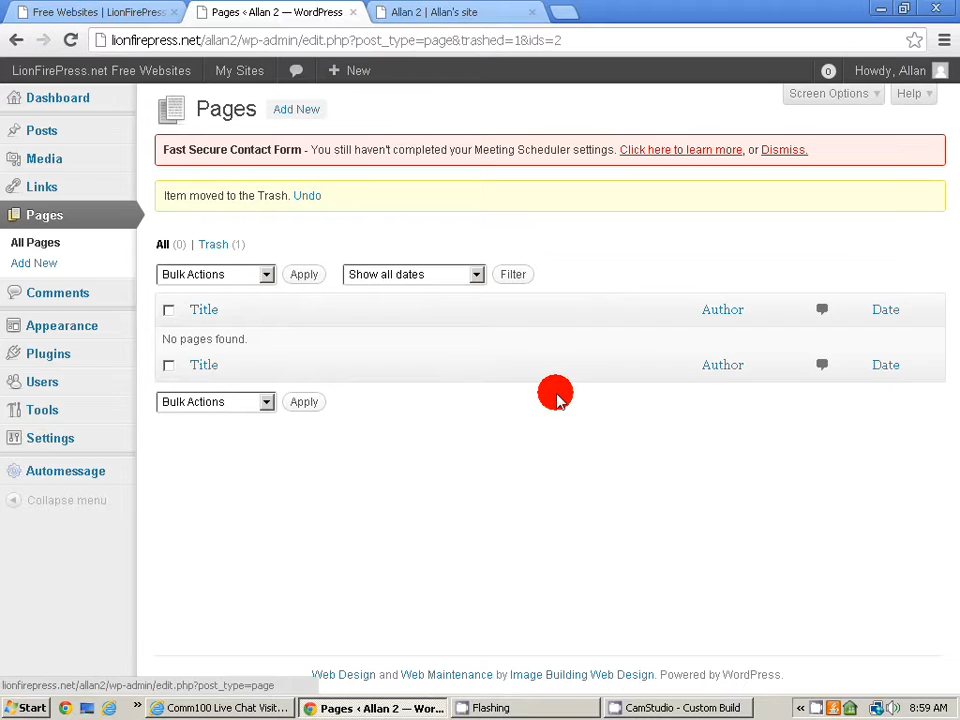 Free Websites | LionFirePress
Pages ‹ Allan 2 — WordPress
Allan 2 | Allan's site
lionfirepress.net/allan2/wp-admin/edit.php?post_type=page&trashed=1&ids=2
LionFirePress.net Free Websites
My Sites
New
0
Howdy, Allan
Dashboard
Posts
Media
Links
Pages
All Pages
Add New
Comments
Appearance
Plugins
Users
Tools
Settings
Automessage
Collapse menu
Screen Options
Help
Pages Add New
Fast Secure Contact Form - You still haven't completed your Meeting Scheduler settings. Click here to learn more, or Dismiss.
Item moved to the Trash. Undo
All (0) | Trash (1)
Bulk Actions Apply Show all dates Filter
Title Author Date
No pages found.
Title Author Date
Bulk Actions Apply
Web Design and Web Maintenance by Image Building Web Design. Powered by WordPress.
lionfirepress.net/allan2/wp-admin/edit.php?post_type=page
Start
Comm100 Live Chat Visit...
Pages ‹ Allan 2 — Wor...
Flashing
CamStudio - Custom Build
8:59 AM